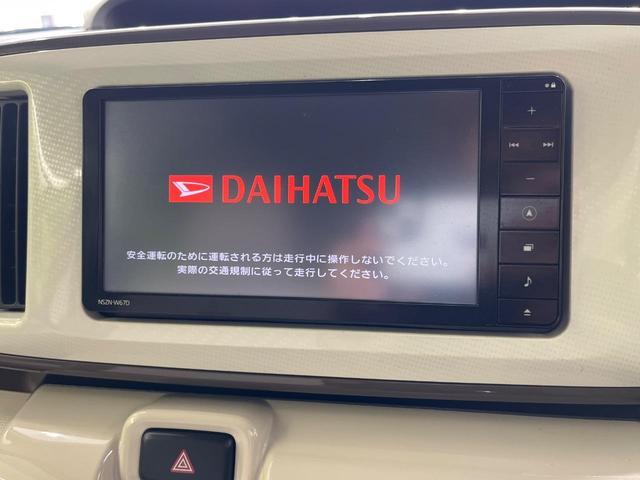 DAIHATSU
安全運転のために運転される方は走行中に操作しないでください。
実際の交通規制に従って走行してください。
NSZN-W67D